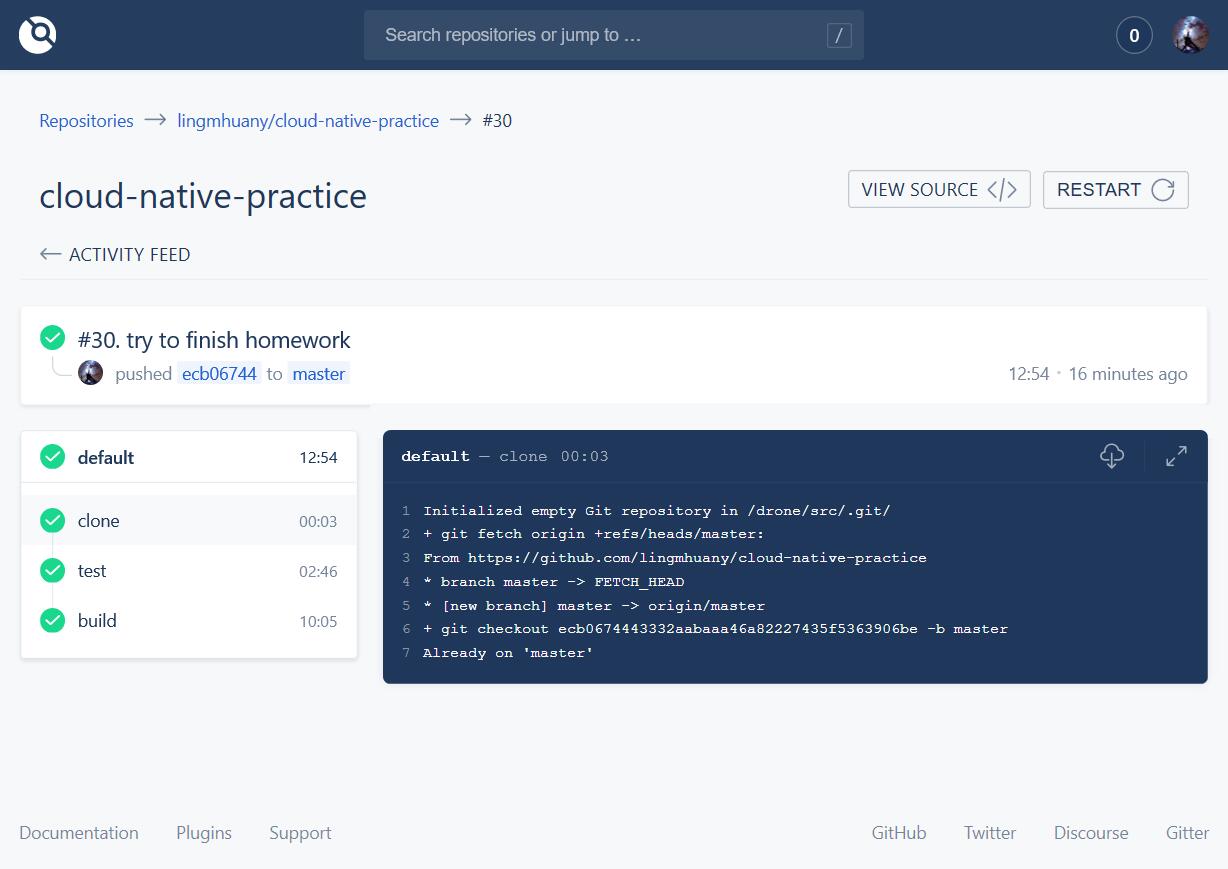 Search repositories or jump to … /
0
Repositories → lingmhuany/cloud-native-practice → #30
cloud-native-practice
VIEW SOURCE </>
RESTART
← ACTIVITY FEED
#30. try to finish homework
pushed ecb06744 to master
12:54 • 16 minutes ago
default 12:54
clone 00:03
test 02:46
build 10:05
default — clone 00:03
1 Initialized empty Git repository in /drone/src/.git/
2 + git fetch origin +refs/heads/master:
3 From https://github.com/lingmhuany/cloud-native-practice
4 * branch master -> FETCH_HEAD
5 * [new branch] master -> origin/master
6 + git checkout ecb0674443332aabaaa46a82227435f5363906be -b master
7 Already on 'master'
Documentation Plugins Support
GitHub Twitter Discourse Gitter